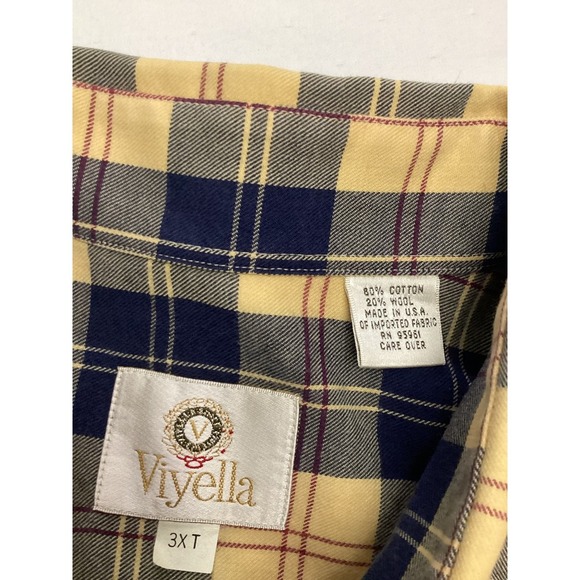 80% COTTON
20% WOOL
MADE IN U.S.A.
OF IMPORTED FABRIC
RN 95961
CARE OVER
V
Viyella
3XT